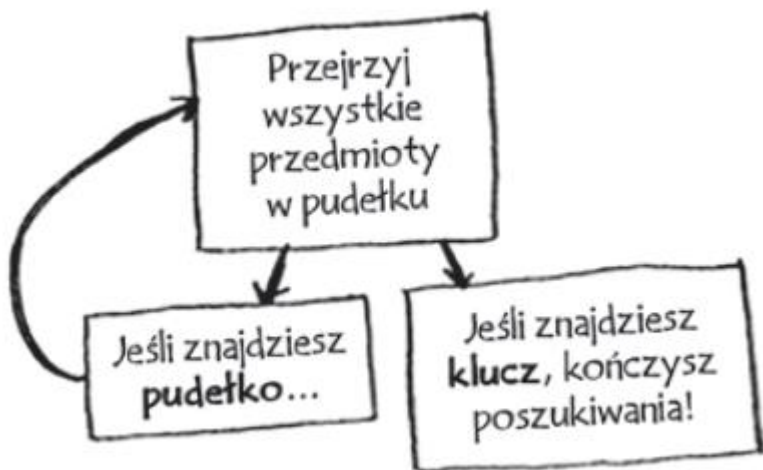 Przejrzyj
wszystkie
przedmioty
w pudełku
Jeśli znajdziesz
pudełko...
Jeśli znajdziesz
klucz, kończysz
poszukiwania!